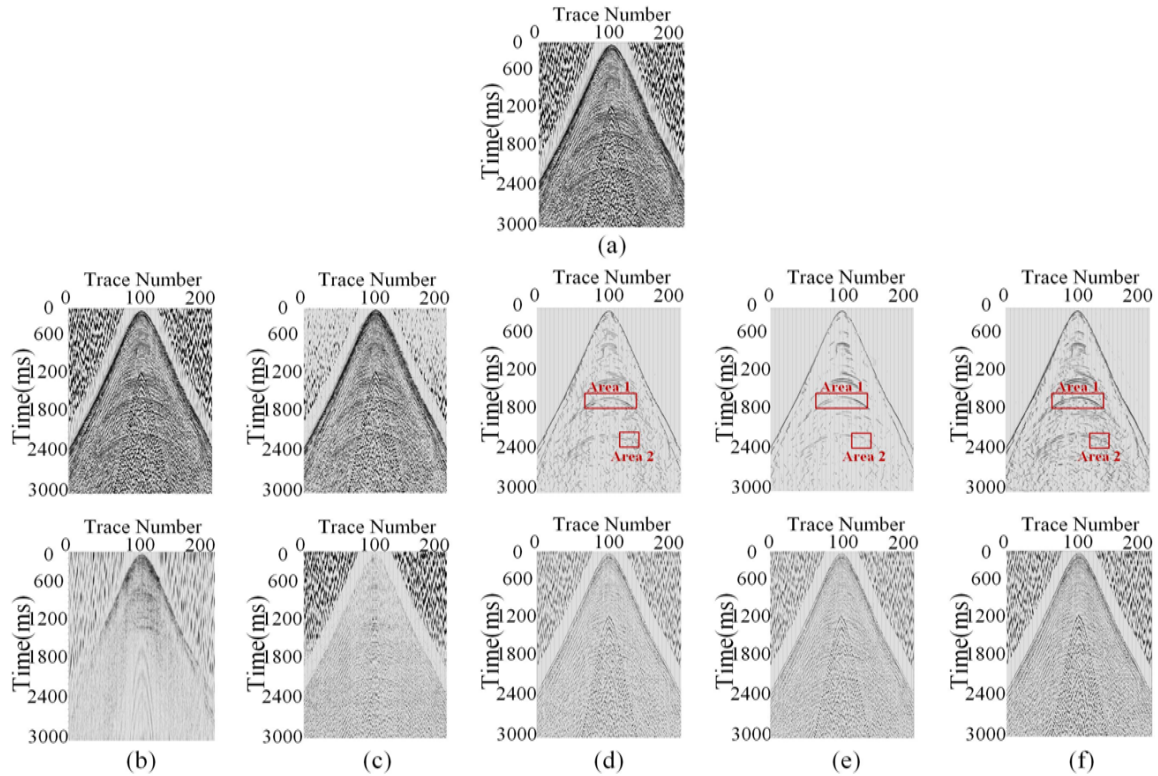 Trace Number
0 100 200
0
600
1200
1800
2400
3000
Time(ms)
(a)
Trace Number Trace Number Trace Number Trace Number Trace Number
0 100 200 0 100 200 0 100 200 0 100 200 0 100 200
0 0 0 0 0
600 600 600 600 600
1200 1200 1200 1200 1200
Area 1 Area 1 Area 1
1800 1800 1800 1800 1800
2400 2400 2400 2400 2400
Area 2 Area 2 Area 2
3000 3000 3000 3000 3000
Time(ms) Time(ms) Time(ms) Time(ms) Time(ms)
Trace Number Trace Number Trace Number Trace Number Trace Number
0 100 200 0 100 200 0 100 200 0 100 200 0 100 200
0 0 0 0 0
600 600 600 600 600
1200 1200 1200 1200 1200
1800 1800 1800 1800 1800
2400 2400 2400 2400 2400
3000 3000 3000 3000 3000
Time(ms) Time(ms) Time(ms) Time(ms) Time(ms)
(b) (c) (d) (e) (f)